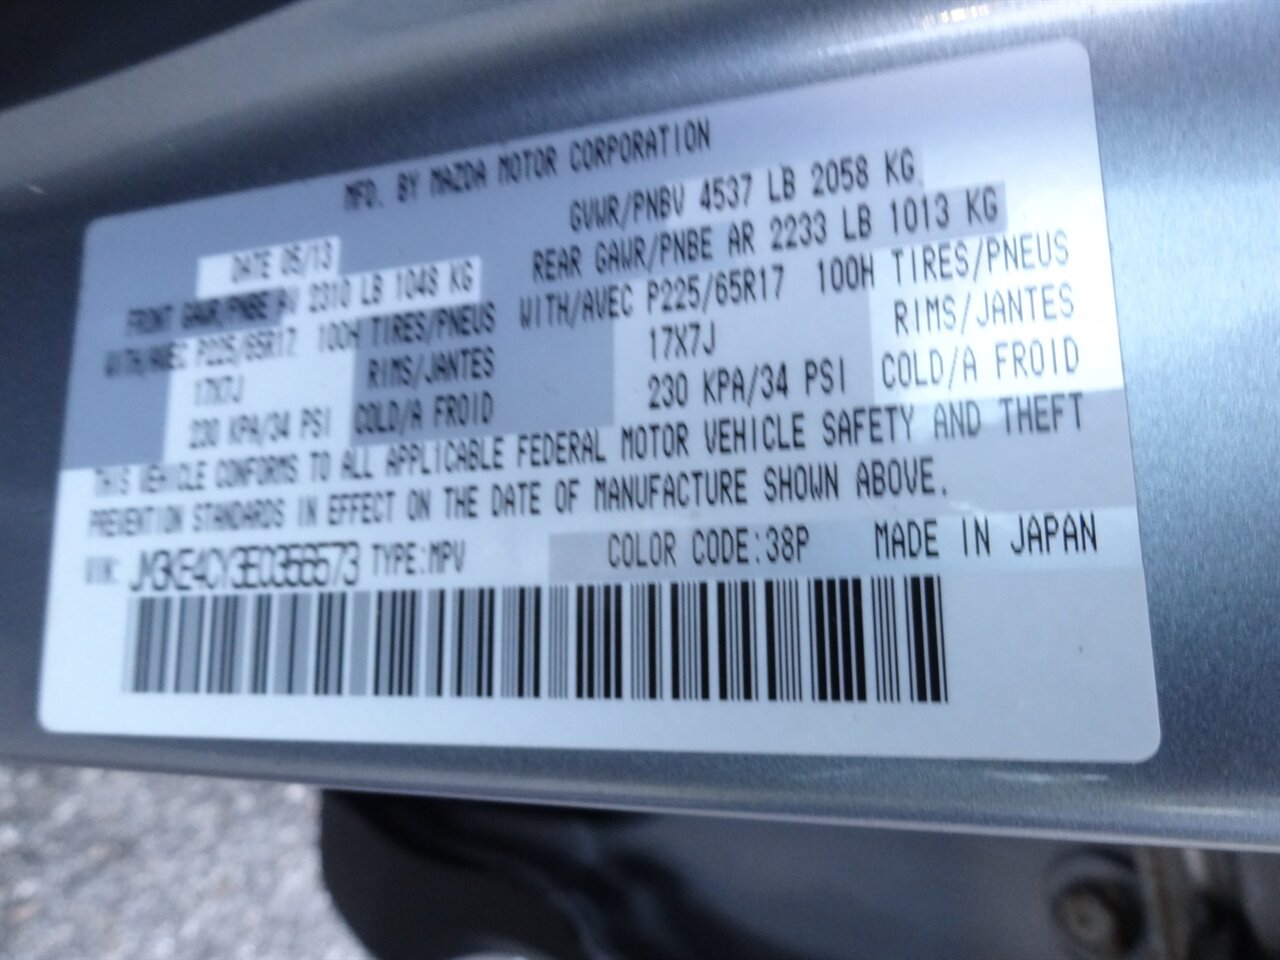 MFD. BY MAZDA MOTOR CORPORATION
DATE 05/13 GVWR/PNBV 4537 LB 2058 KG
FRONT GAWR/PNBE AV 2310 LB 1048 KG REAR GAWR/PNBE AR 2233 LB 1013 KG
WITH/AVEC P225/65R17 100H TIRES/PNEUS WITH/AVEC P225/65R17 100H TIRES/PNEUS
17X7J RIMS/JANTES 17X7J RIMS/JANTES
230 KPA/34 PSI COLD/A FROID 230 KPA/34 PSI COLD/A FROID
THIS VEHICLE CONFORMS TO ALL APPLICABLE FEDERAL MOTOR VEHICLE SAFETY AND THEFT
PREVENTION STANDARDS IN EFFECT ON THE DATE OF MANUFACTURE SHOWN ABOVE.
VIN: TYPE:MPV COLOR CODE:38P MADE IN JAPAN